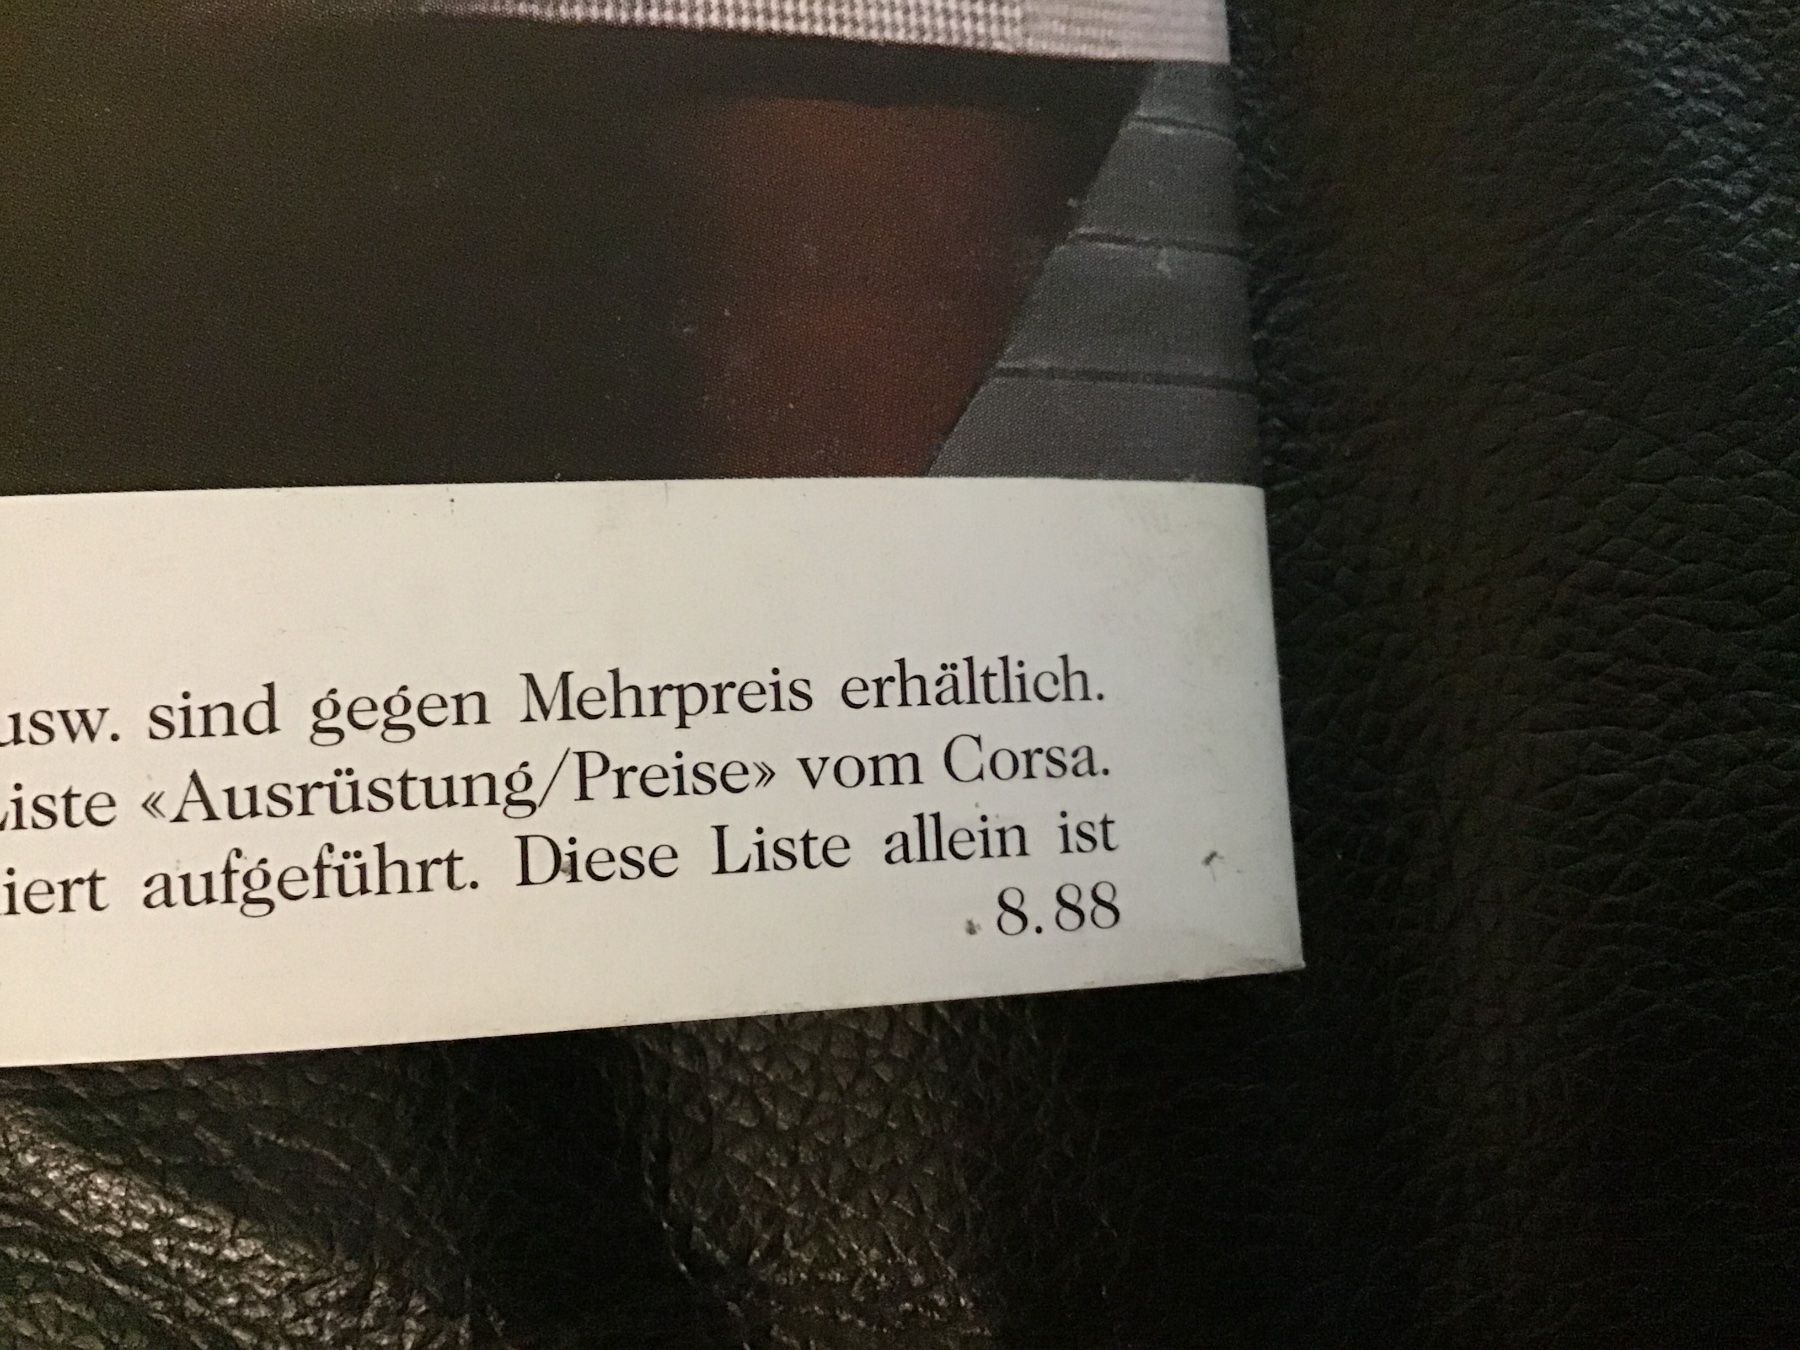 usw. sind gegen Mehrpreis erhältlich.
Liste «Ausrüstung/Preise» vom Corsa.
iert aufgeführt. Diese Liste allein ist
8.88